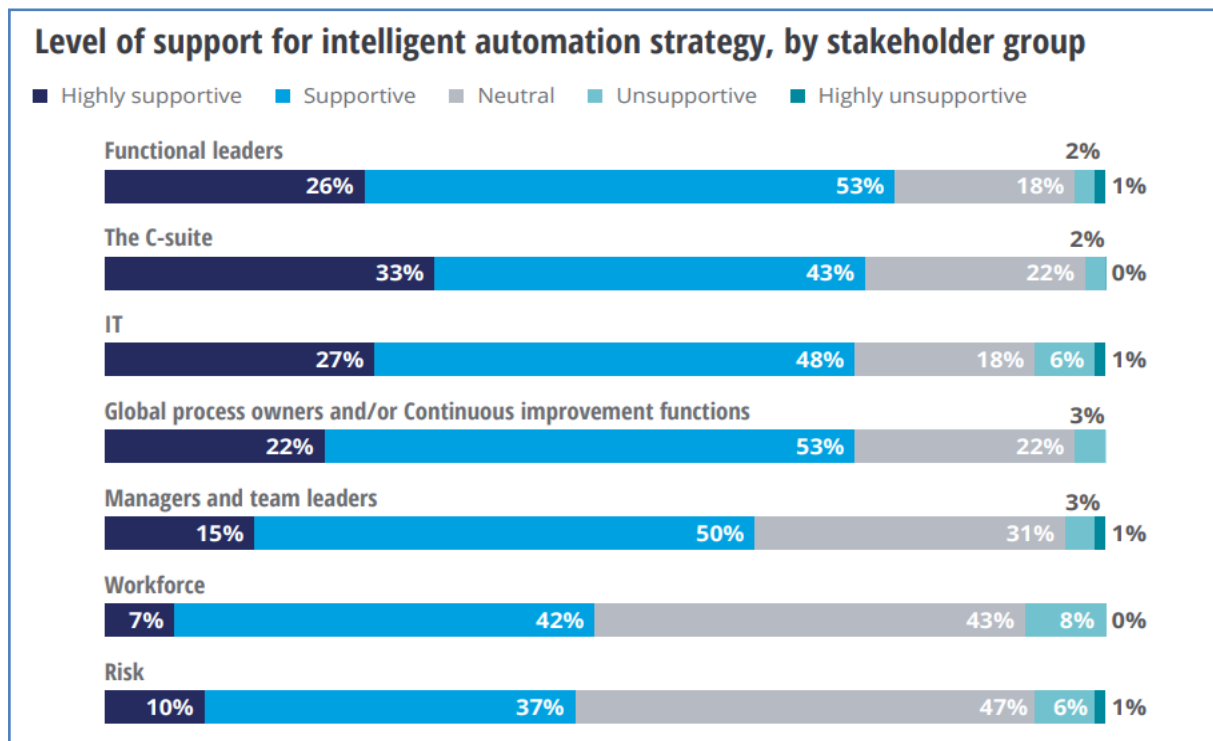 Level of support for intelligent automation strategy, by stakeholder group
Highly supportive Supportive Neutral Unsupportive Highly unsupportive
Functional leaders 2%
26% 53% 18% 1%
The C-suite 2%
33% 43% 22% 0%
IT
27% 48% 18% 6% 1%
Global process owners and/or Continuous improvement functions 3%
22% 53% 22%
Managers and team leaders 3%
15% 50% 31% 1%
Workforce
7% 42% 43% 8% 0%
Risk
10% 37% 47% 6% 1%